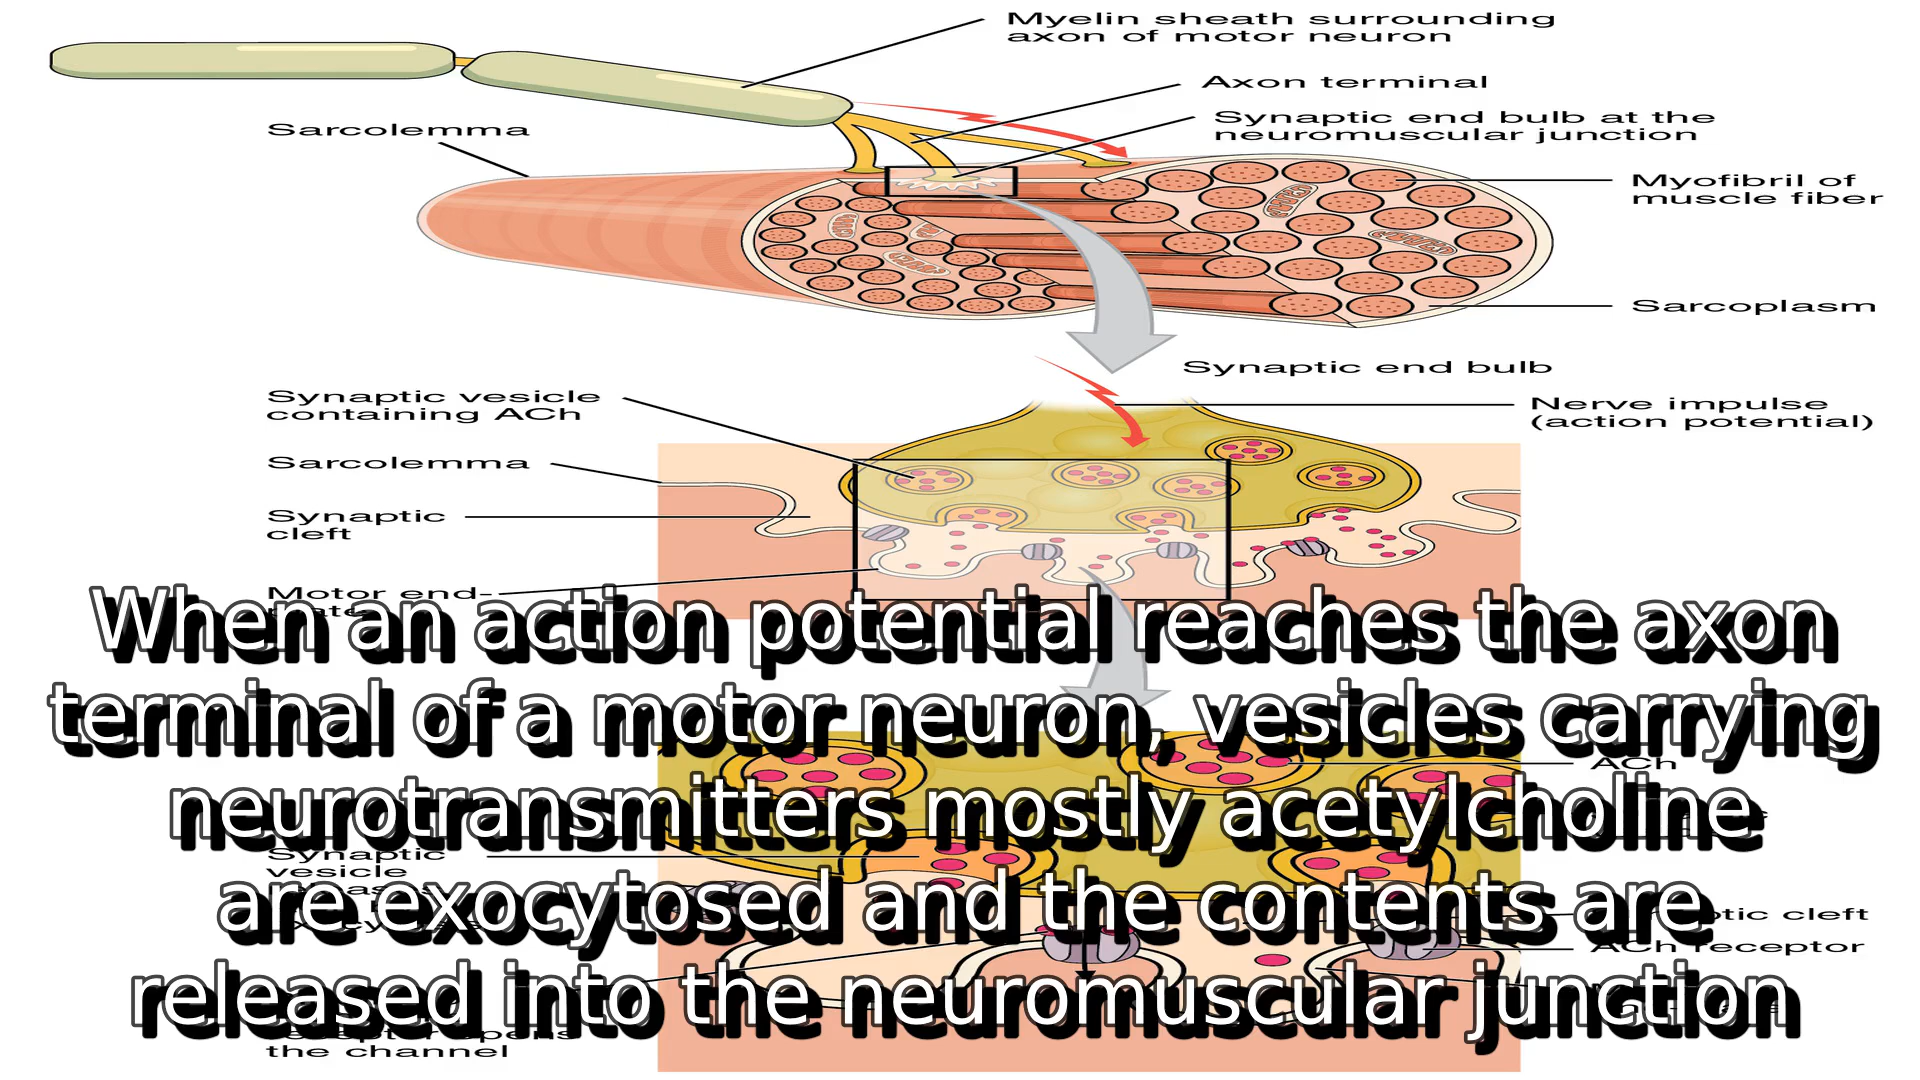 Myelin sheath surrounding
axon of motor neuron
Axon terminal
Synaptic end bulb at the
neuromuscular junction
Sarcolemma
Myofibril of
muscle fiber
Sarcoplasm
Synaptic end bulb
Synaptic vesicle
containing ACh
Nerve impulse
(action potential)
Sarcolemma
Synaptic
cleft
Motor end-
When an action potential reaches the axon
terminal of a motor neuron, vesicles carrying
neurotransmitters mostly acetylcholine
are exocytosed and the contents are
released into the neuromuscular junction
ACh
Synaptic
vesicle
cleft
ACh receptor
the channel